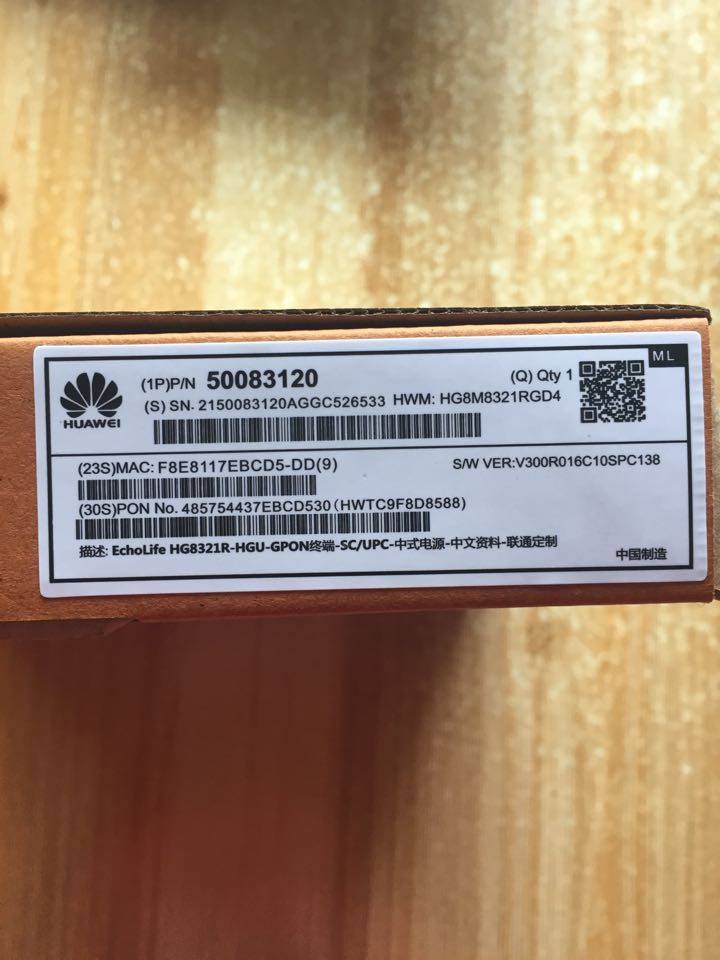 ML
HUAWEI
(1P)P/N 50083120 (Q) Qty 1
(S) SN. 2150083120AGGC526533 HWM: HG8M8321RGD4
(23S)MAC: F8E8117EBCD5-DD(9) S/W VER:V300R016C10SPC138
(30S)PON No. 485754437EBCD530 (HWTC9F8D8588)
描述: EchoLife HG8321R-HGU-GPON终端-SC/UPC-中式电源-中文资料-联通定制
中国制造